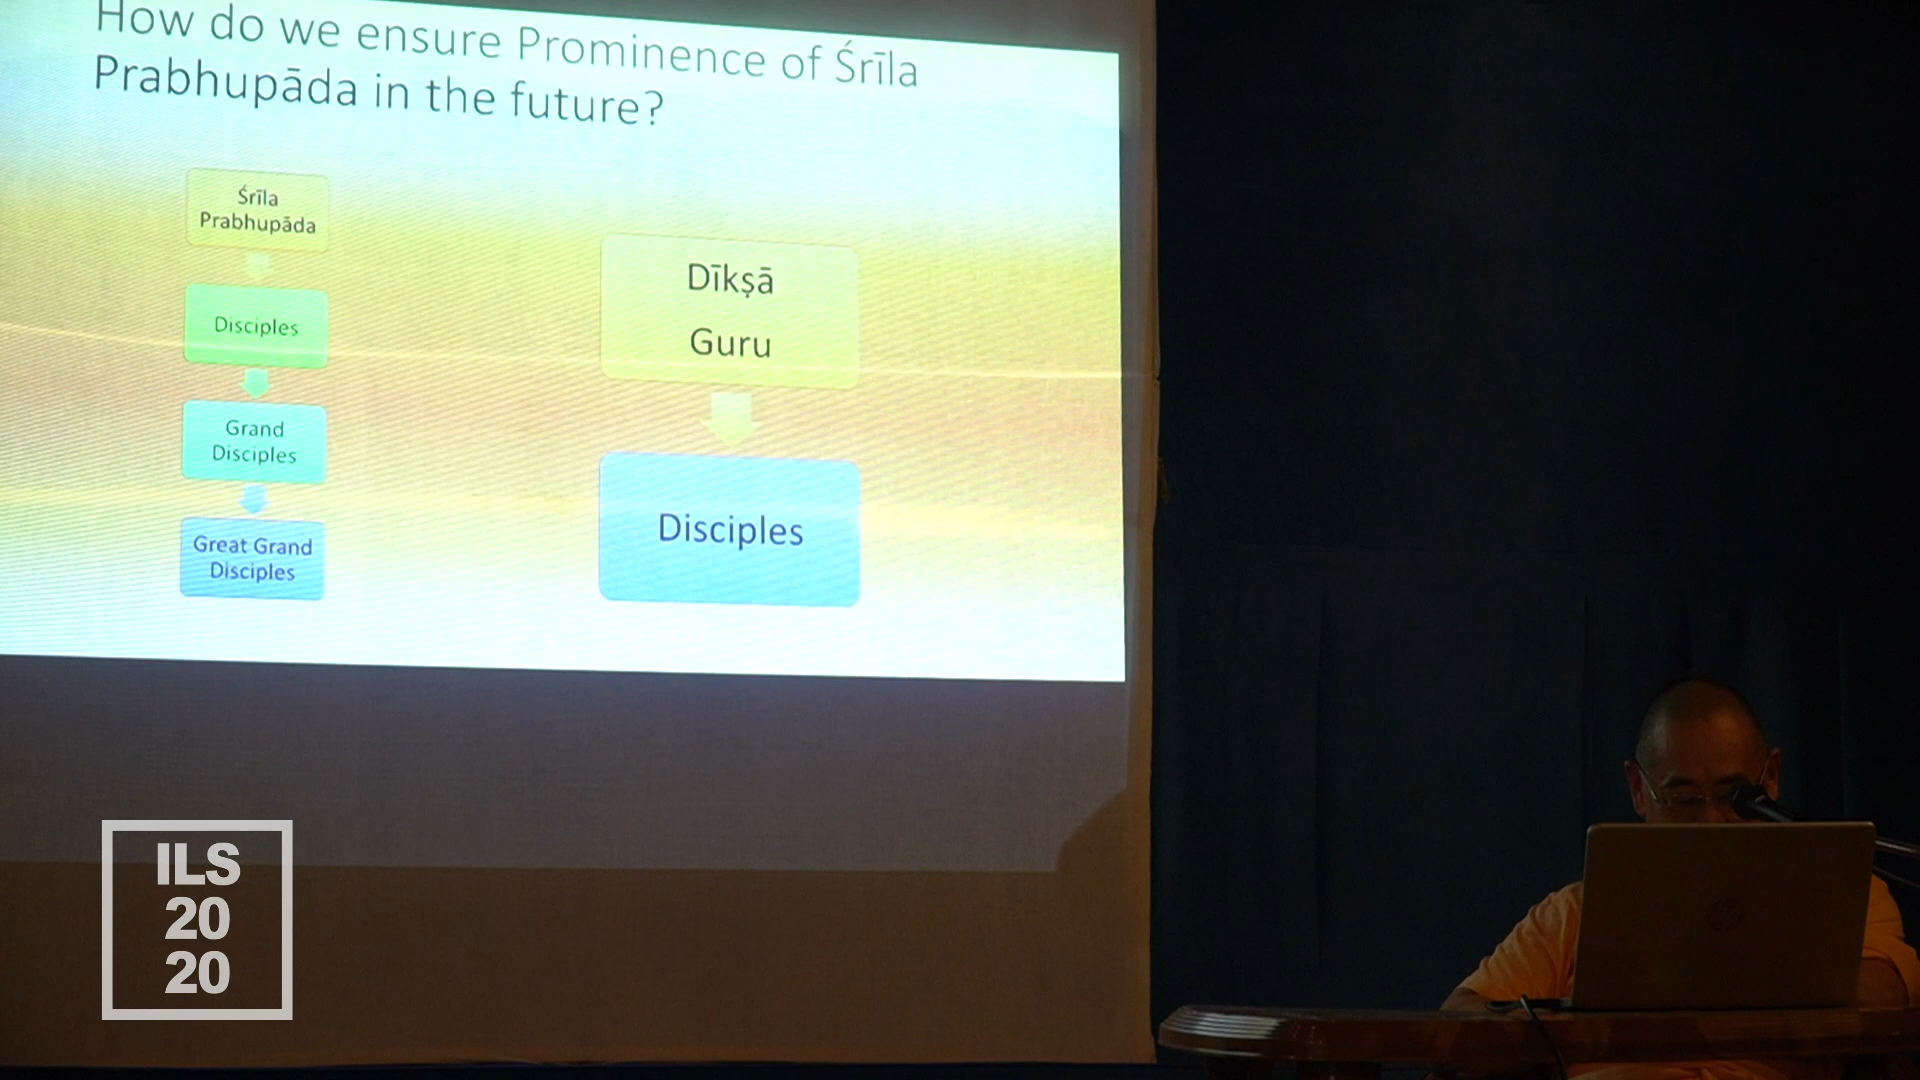 How do we ensure Prominence of Śrīla
Prabhupāda in the future?
Śrīla
Prabhupāda
Disciples
Grand
Disciples
Great Grand
Disciples
Dīkṣā
Guru
Disciples
ILS
20
20